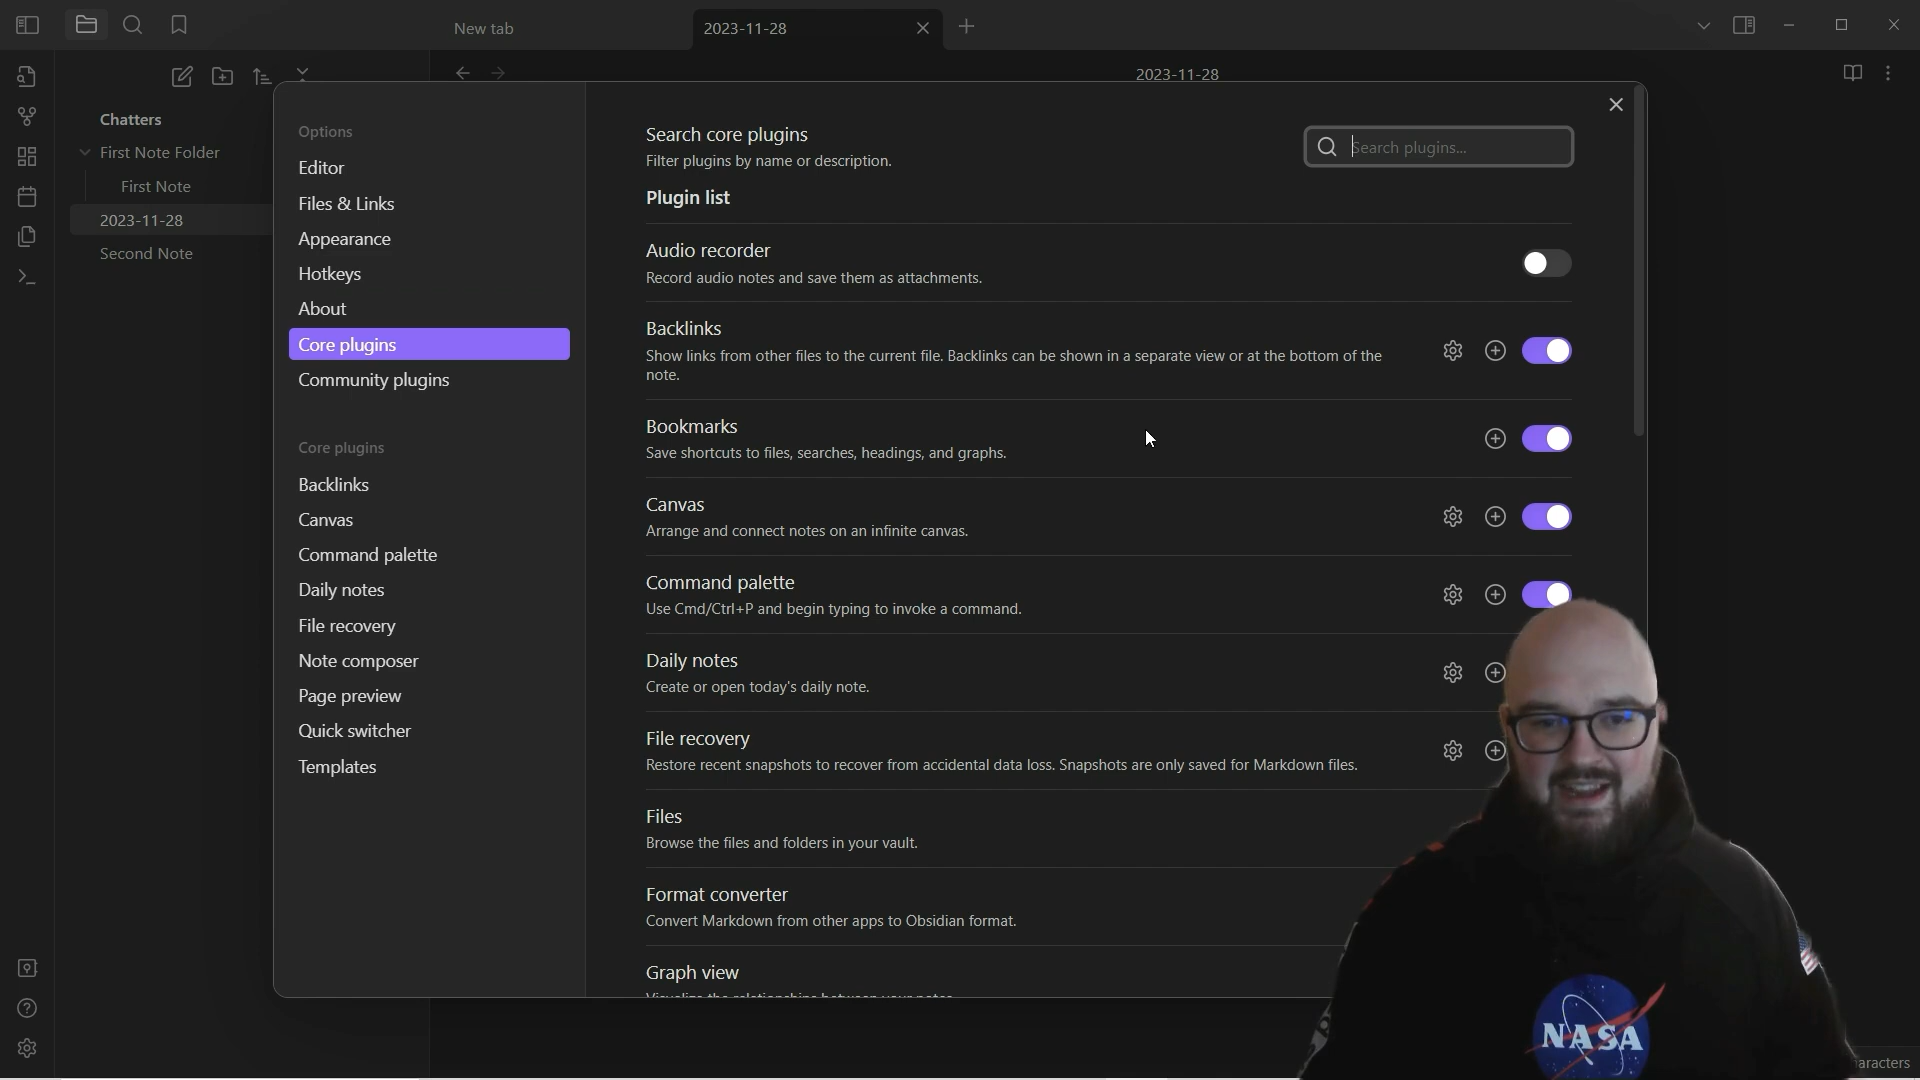 New tab
2023-11-28
2023-11-28
Chatters
First Note Folder
First Note
2023-11-28
Second Note
Options
Editor
Files & Links
Appearance
Hotkeys
About
Core plugins
Community plugins
Core plugins
Backlinks
Canvas
Command palette
Daily notes
File recovery
Note composer
Page preview
Quick switcher
Templates
Search core plugins
Filter plugins by name or description.
Search plugins...
Plugin list
Audio recorder
Record audio notes and save them as attachments.
Backlinks
Show links from other files to the current file. Backlinks can be shown in a separate view or at the bottom of the
note.
Bookmarks
Save shortcuts to files, searches, headings, and graphs.
Canvas
Arrange and connect notes on an infinite canvas.
Command palette
Use Cmd/Ctrl+P and begin typing to invoke a command.
Daily notes
Create or open today's daily note.
File recovery
Restore recent snapshots to recover from accidental data loss. Snapshots are only saved for Markdown files.
Files
Browse the files and folders in your vault.
Format converter
Convert Markdown from other apps to Obsidian format.
Graph view
Visualize the relationships between your notes.
NASA
aracters